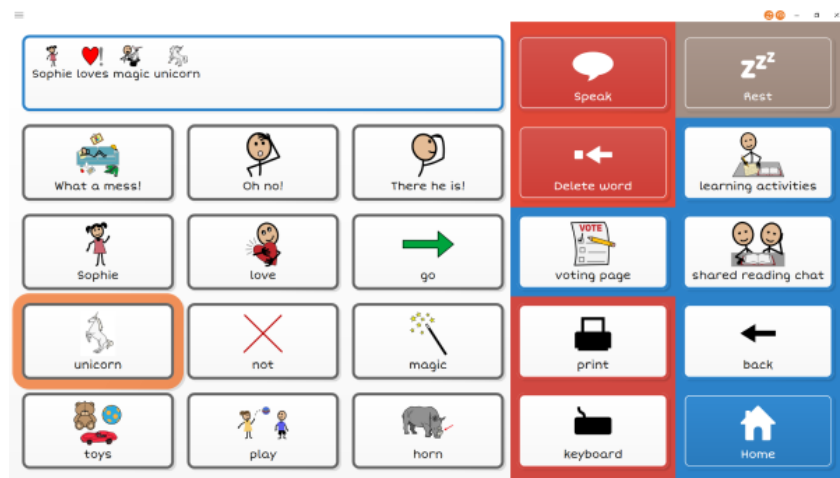 Sophie loves magic unicorn
Speak
zzz
Rest
What a mess!
Oh no!
There he is!
Delete word
learning activities
Sophie
love
go
VOTE
voting page
shared reading chat
unicorn
not
magic
print
back
toys
play
horn
keyboard
Home